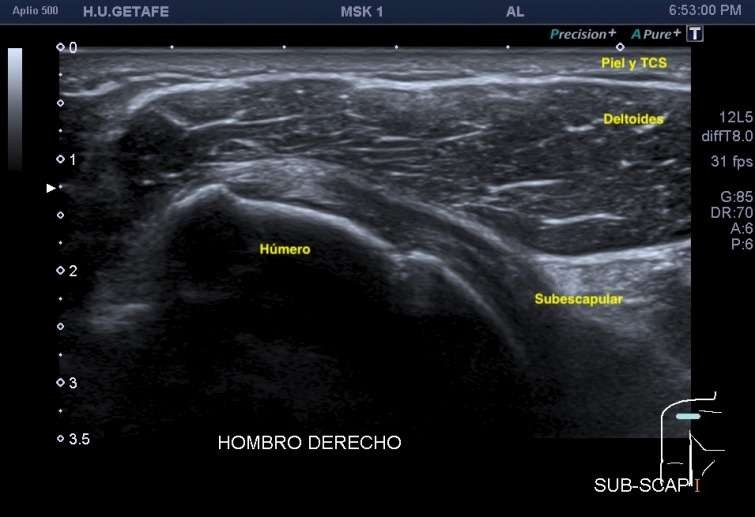 Aplio 500 H.U.GETAFE MSK 1 AL 6:53:00 PM
Precision+ A Pure+ T
0
Piel y TCS
12L5
Deltoides
diffT8.0
1
31 fps
G:85
DR:70
A:6
Húmero
P:6
2
Subescapular
3
3.5
HOMBRO DERECHO
SUB-SCAP I